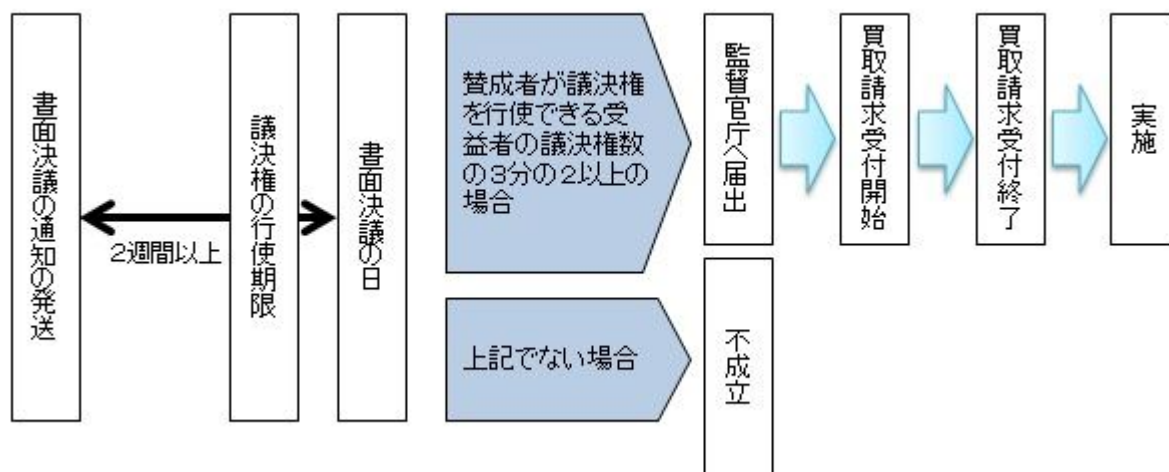 書面決議の通知の発送
2週間以上
議決権の行使期限
書面決議の日
賛成者が議決権
を行使できる受
益者の議決権数
の3分の2以上の
場合
上記でない場合
監督官庁へ届出
不成立
買取請求受付開始
買取請求受付終了
実施